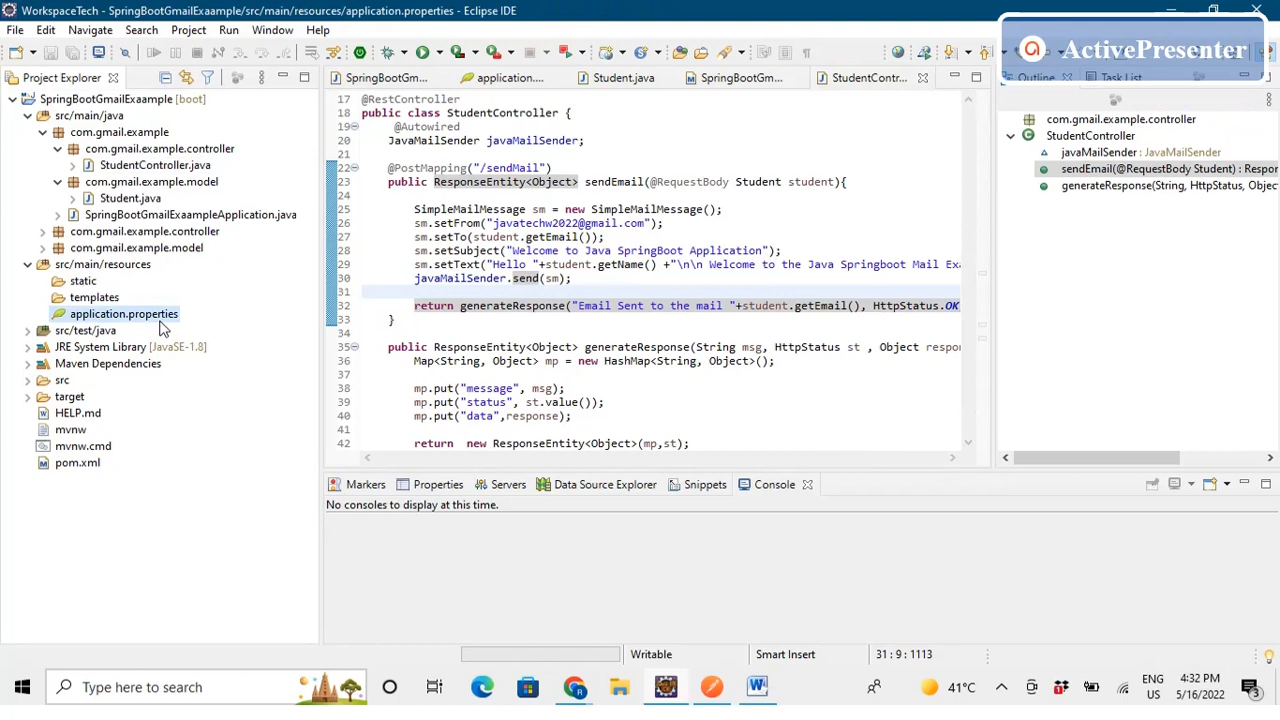 WorkspaceTech - SpringBootGmailExaample/src/main/resources/application.properties - Eclipse IDE
ActivePresenter
File Edit Navigate Search Project Run Window Help
Project Explorer
SpringBootGm...
application....
Student.java
SpringBootGm...
StudentContr...
Outline
Task List
SpringBootGmailExaample [boot]
src/main/java
com.gmail.example
com.gmail.example.controller
StudentController.java
com.gmail.example.model
Student.java
SpringBootGmailExaampleApplication.java
com.gmail.example.controller
com.gmail.example.model
src/main/resources
static
templates
application.properties
src/test/java
JRE System Library [JavaSE-1.8]
Maven Dependencies
src
target
HELP.md
mvnw
mvnw.cmd
pom.xml
17 @RestController
18 public class StudentController {
19 @Autowired
20 JavaMailSender javaMailSender;
21
22 @PostMapping("/sendMail")
23 public ResponseEntity<Object> sendEmail(@RequestBody Student student){
24
25 SimpleMailMessage sm = new SimpleMailMessage();
26 sm.setFrom("javatechw2022@gmail.com");
27 sm.setTo(student.getEmail());
28 sm.setSubject("Welcome to Java SpringBoot Application");
29 sm.setText("Hello "+student.getName() +"\n\n Welcome to the Java Springboot Mail Exa
30 javaMailSender.send(sm);
31
32 return generateResponse("Email Sent to the mail "+student.getEmail(), HttpStatus.OK
33 }
34
35 public ResponseEntity<Object> generateResponse(String msg, HttpStatus st , Object respon
36 Map<String, Object> mp = new HashMap<String, Object>();
37
38 mp.put("message", msg);
39 mp.put("status", st.value());
40 mp.put("data",response);
41
42 return new ResponseEntity<Object>(mp,st);
com.gmail.example.controller
StudentController
javaMailSender : JavaMailSender
sendEmail(@RequestBody Student) : Respor
generateResponse(String, HttpStatus, Objec
Markers Properties Servers Data Source Explorer Snippets Console
No consoles to display at this time.
Writable
Smart Insert
31 : 9 : 1113
Type here to search
41°C
ENG
US
4:32 PM
5/16/2022
3